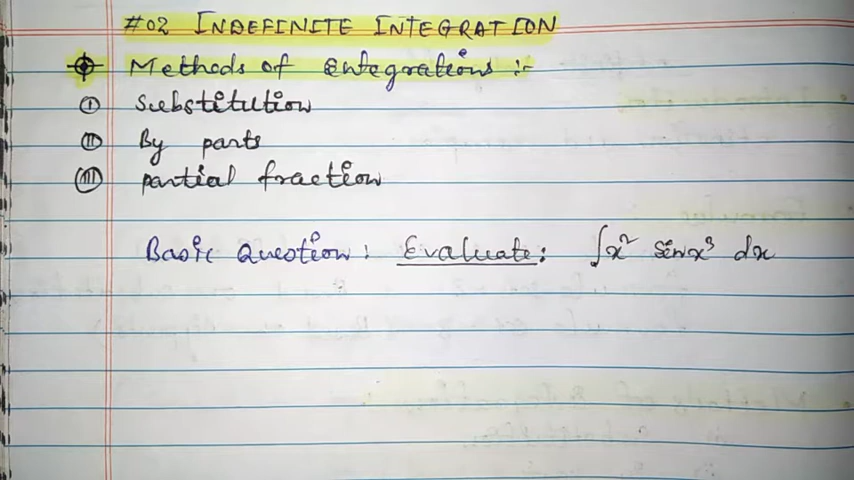 #02 INDEFINITE INTEGRATION
Methods of integrations :-
(I) Substitution
(II) By parts
(III) partial fraction
Basic Question: Evaluate: ∫x² sinx³ dx